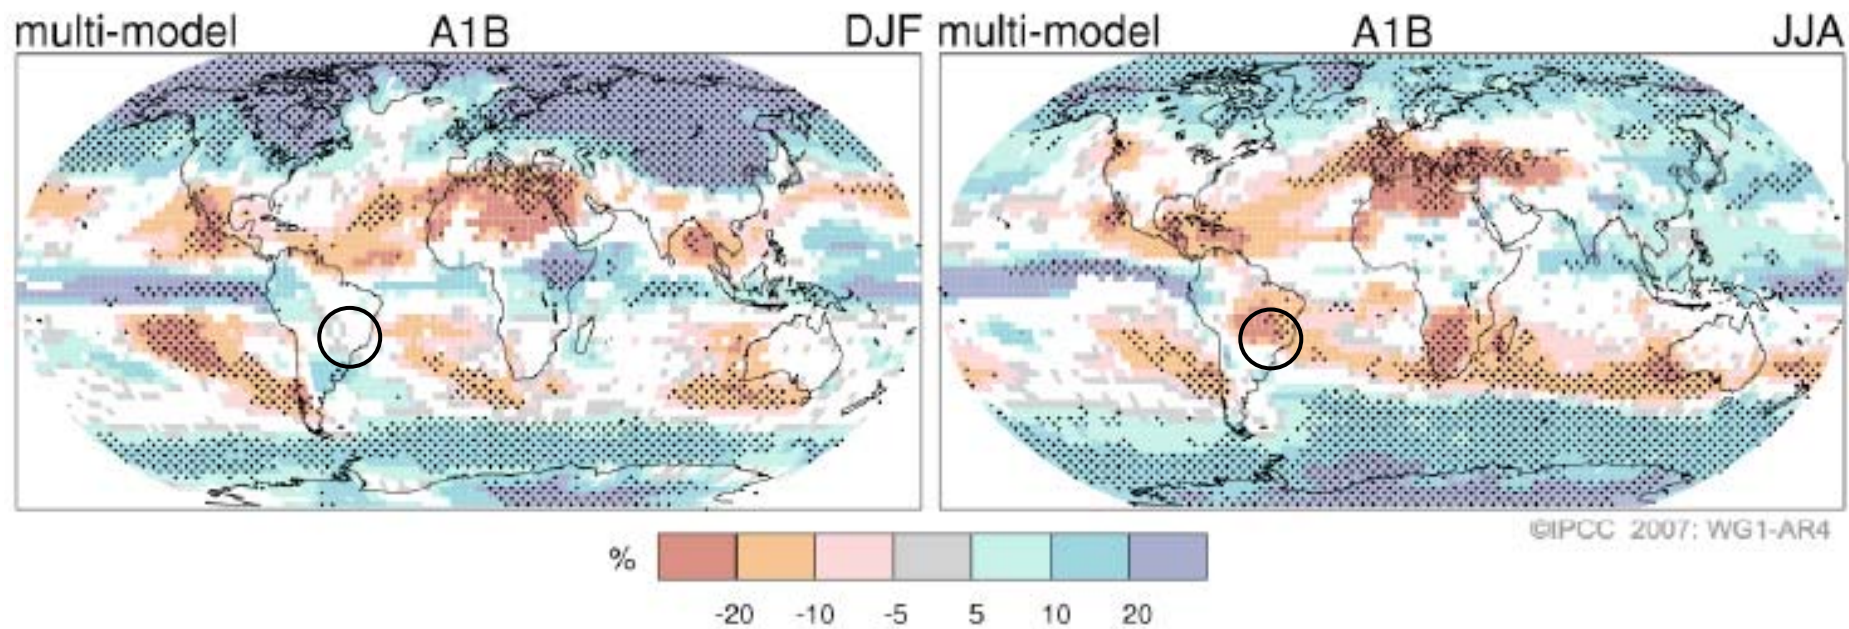 multi-model A1B DJF
multi-model A1B JJA
©IPCC 2007: WG1-AR4
%
-20 -10 -5 5 10 20